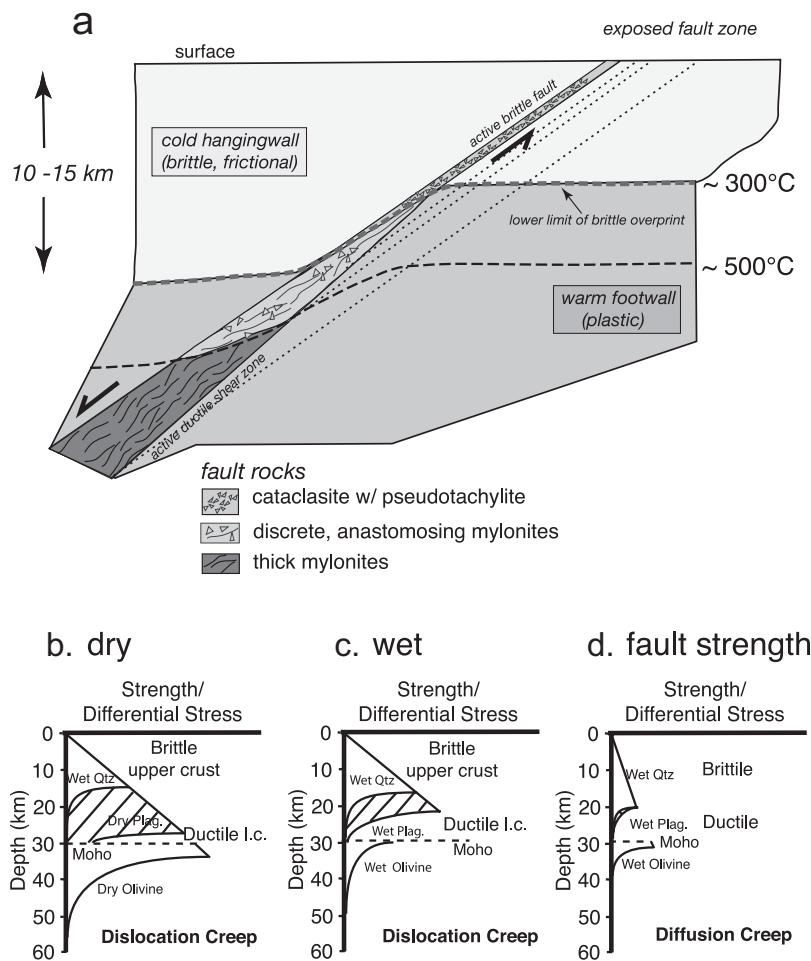 a
exposed fault zone
surface
active brittle fault
cold hangingwall
(brittle, frictional)
10 -15 km
~ 300°C
lower limit of brittle overprint
~ 500°C
warm footwall
(plastic)
active ductile shear zone
fault rocks
cataclasite w/ pseudotachylite
discrete, anastomosing mylonites
thick mylonites
b. dry
Strength/
Differential Stress
0
10
20
30
40
50
60
Depth (km)
Brittle
upper crust
Wet Qtz
Dry Plag.
Ductile l.c.
Moho
Dry Olivine
Dislocation Creep
c. wet
Strength/
Differential Stress
0
10
20
30
40
50
60
Depth (km)
Brittle
upper crust
Wet Qtz
Wet Plag.
Ductile l.c.
Moho
Wet Olivine
Dislocation Creep
d. fault strength
Strength/
Differential Stress
0
10
20
30
40
50
60
Depth (km)
Wet Qtz
Brittile
Wet Plag.
Ductile
Moho
Wet Olivine
Diffusion Creep